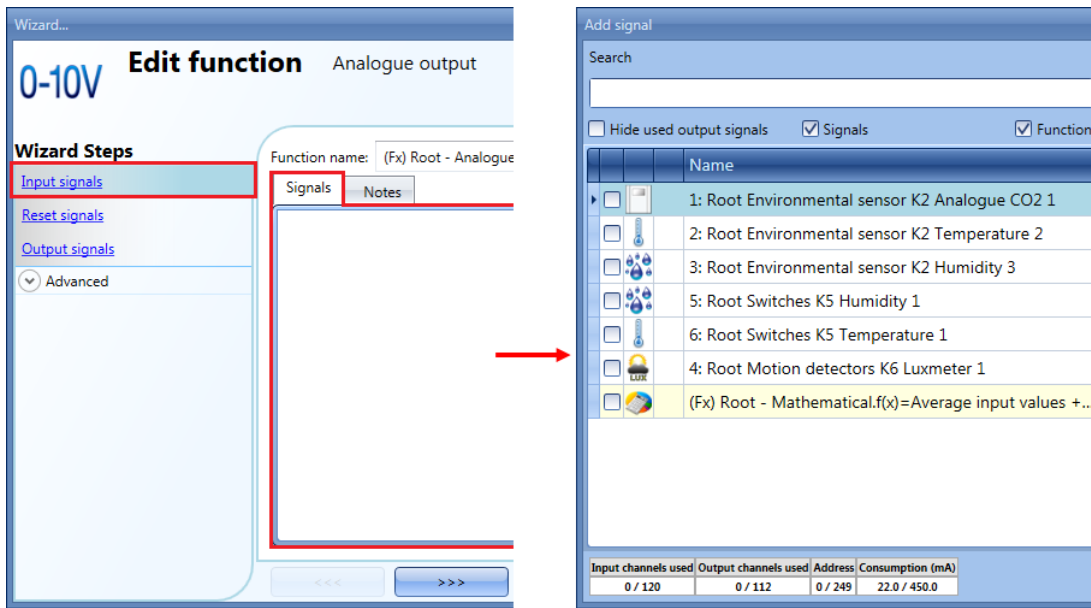 Wizard...
0-10V
Edit function Analogue output
Wizard Steps
Input signals
Reset signals
Output signals
Advanced
Function name: (Fx) Root - Analogue
Signals Notes
<<< >>>
Add signal
Search
Hide used output signals Signals Function
Name
1: Root Environmental sensor K2 Analogue CO2 1
2: Root Environmental sensor K2 Temperature 2
3: Root Environmental sensor K2 Humidity 3
5: Root Switches K5 Humidity 1
6: Root Switches K5 Temperature 1
LUX 4: Root Motion detectors K6 Luxmeter 1
(Fx) Root - Mathematical.f(x)=Average input values +...
Input channels used Output channels used Address Consumption (mA)
0 / 120 0 / 112 0 / 249 22.0 / 450.0